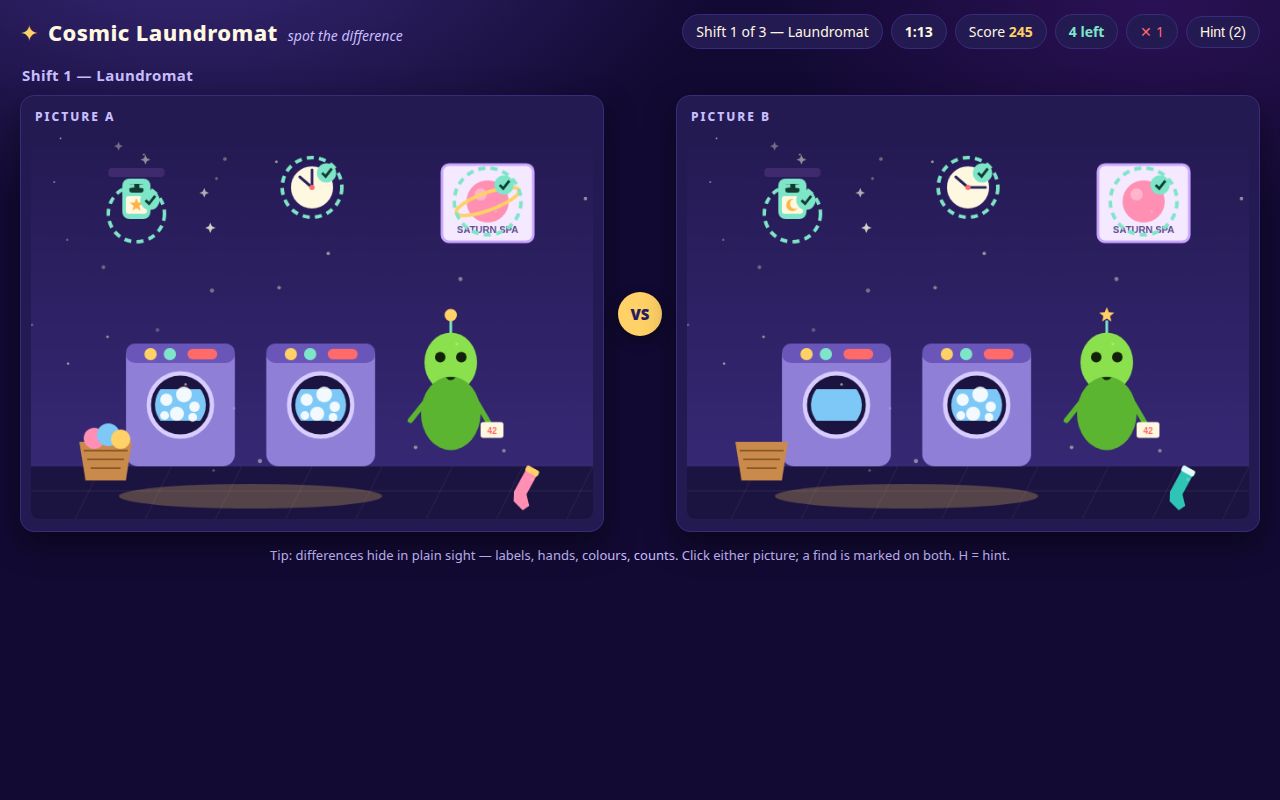 ✦ Cosmic Laundromat spot the difference
Shift 1 of 3 — Laundromat
1:13
Score 245
4 left
✕ 1
Hint (2)
Shift 1 — Laundromat
PICTURE A
SATURN SPA
42
VS
PICTURE B
SATURN SPA
42
Tip: differences hide in plain sight — labels, hands, colours, counts. Click either picture; a find is marked on both. H = hint.